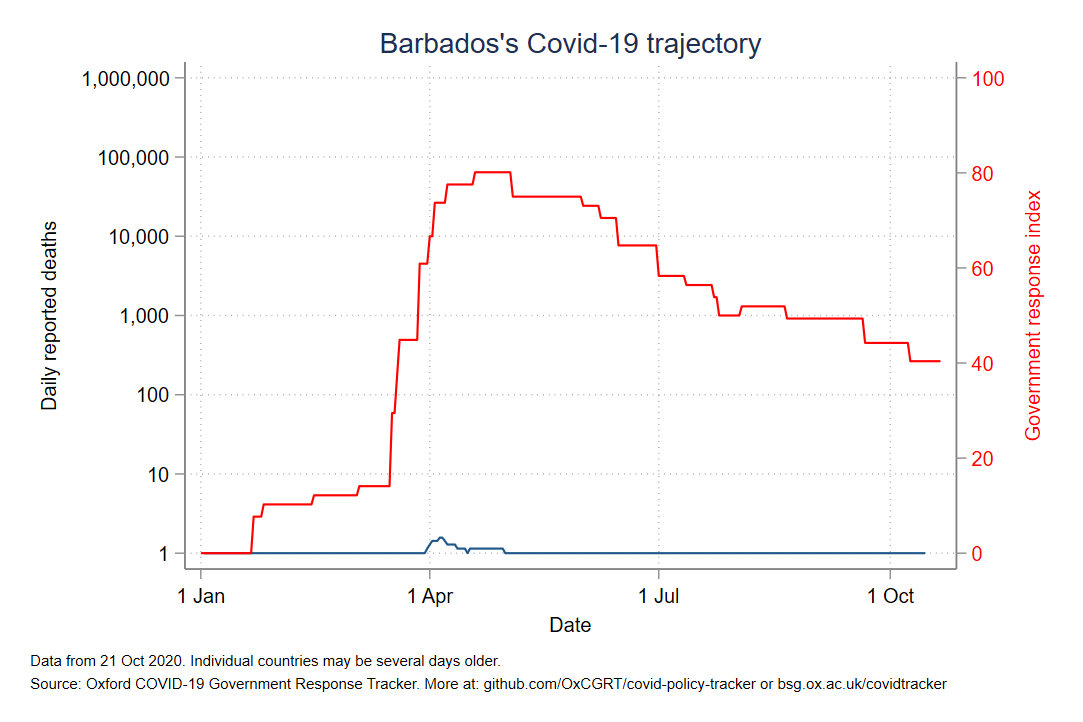 Barbados's Covid-19 trajectory
1,000,000
100,000
10,000
1,000
100
10
1
Daily reported deaths
100
80
60
40
20
0
Government response index
1 Jan
1 Apr
1 Jul
1 Oct
Date
Data from 21 Oct 2020. Individual countries may be several days older.
Source: Oxford COVID-19 Government Response Tracker. More at: github.com/OxCGRT/covid-policy-tracker or bsg.ox.ac.uk/covidtracker